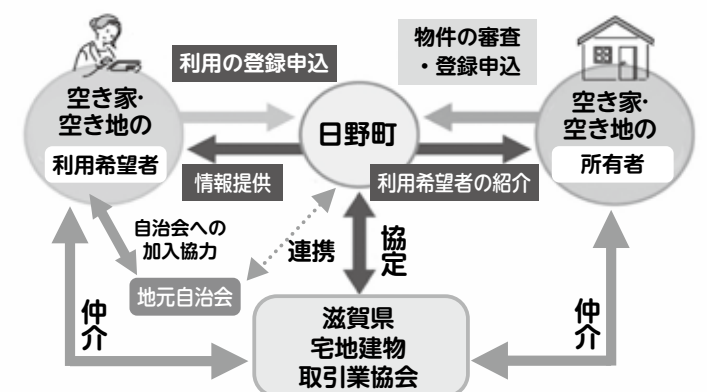 利用の登録申込
物件の審査
・登録申込
空き家・
空き地の
利用希望者
日野町
空き家・
空き地の
所有者
情報提供
利用希望者の紹介
自治会への
加入協力
連携
協定
地元自治会
仲介
仲介
滋賀県
宅地建物
取引業協会